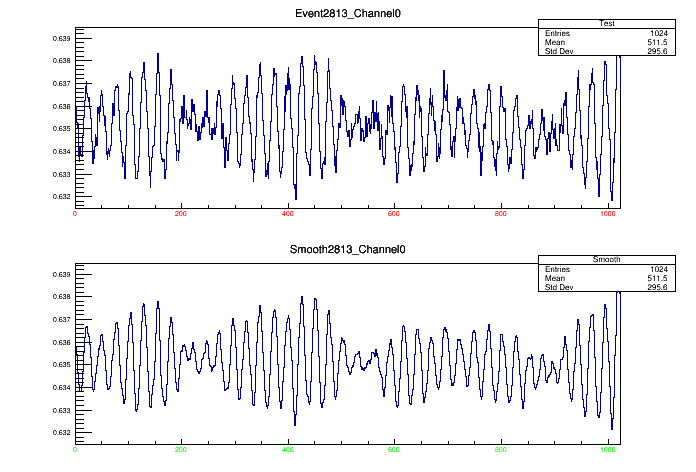 Event2813_Channel0
Test
Entries 1024
Mean 511.5
Std Dev 295.6
0.639
0.638
0.637
0.636
0.635
0.634
0.633
0.632
0 200 400 600 800 1000
Smooth2813_Channel0
Smooth
Entries 1024
Mean 511.5
Std Dev 295.6
0.639
0.638
0.637
0.636
0.635
0.634
0.633
0.632
0 200 400 600 800 1000